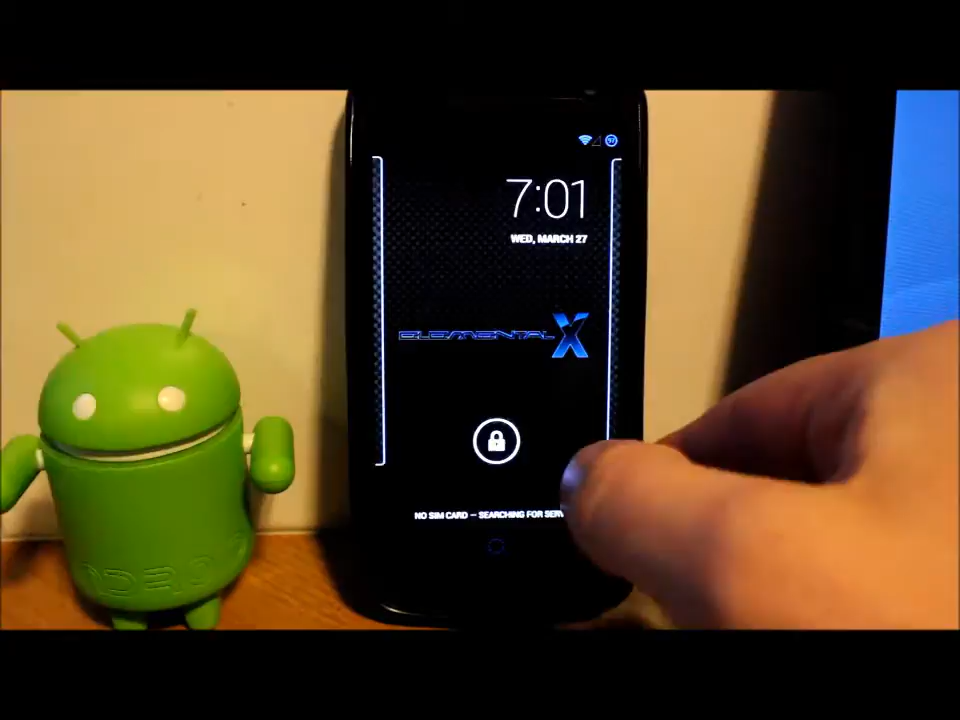 7:01
WED, MARCH 27
ELEMENTALX
NO SIM CARD — SEARCHING FOR SERV